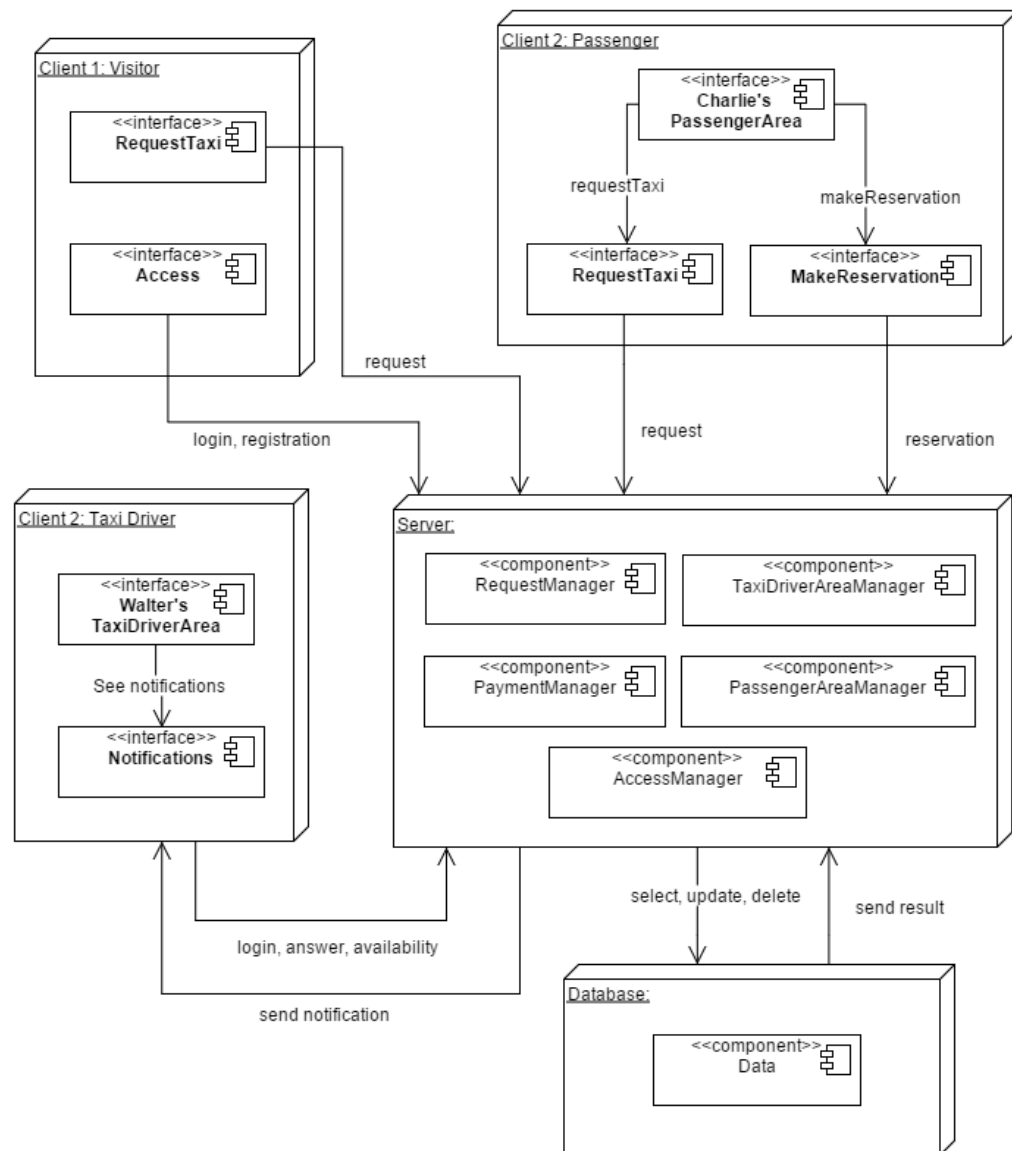 Client 1: Visitor
<<interface>>
RequestTaxi
<<interface>>
Access
Client 2: Passenger
<<interface>>
Charlie's
PassengerArea
requestTaxi
makeReservation
<<interface>>
RequestTaxi
<<interface>>
MakeReservation
request
login, registration
request
reservation
Client 2: Taxi Driver
<<interface>>
Walter's
TaxiDriverArea
See notifications
<<interface>>
Notifications
Server:
<<component>>
RequestManager
<<component>>
TaxiDriverAreaManager
<<component>>
PaymentManager
<<component>>
PassengerAreaManager
<<component>>
AccessManager
login, answer, availability
send notification
select, update, delete
send result
Database:
<<component>>
Data